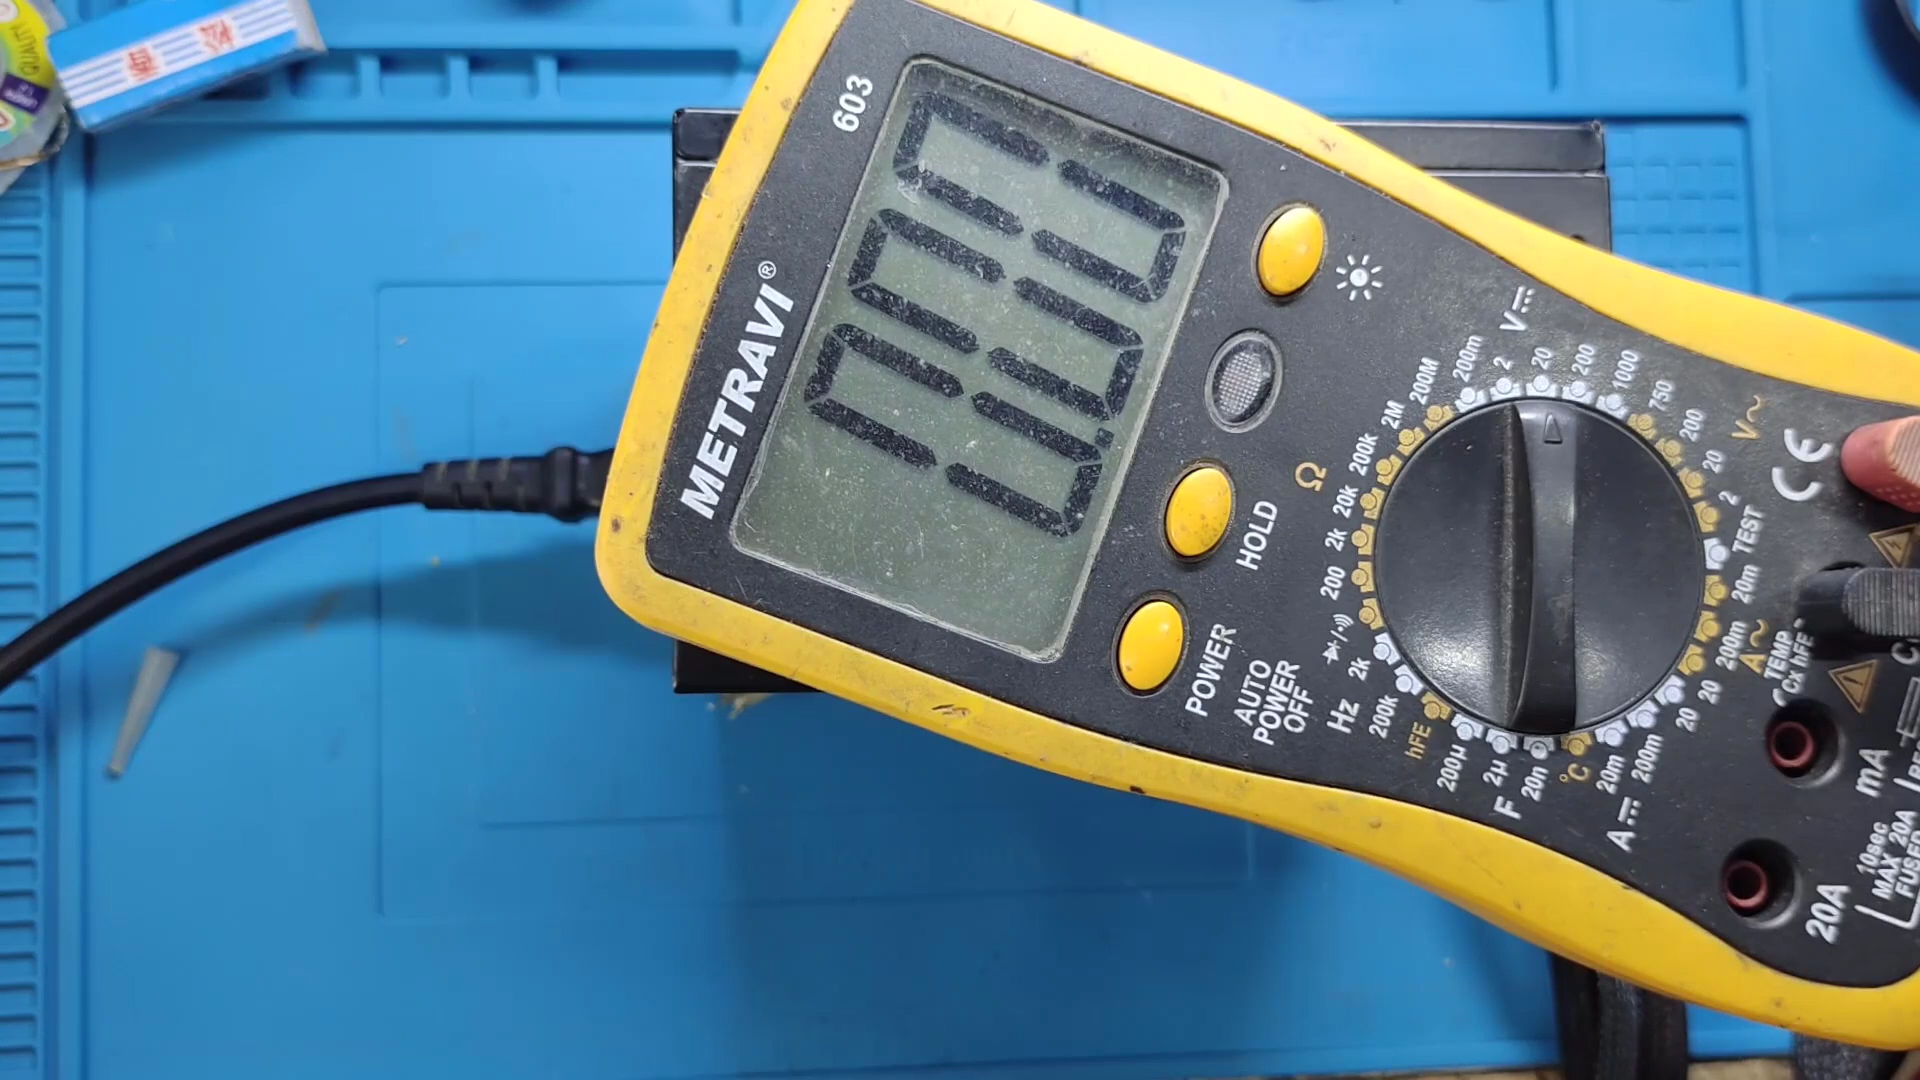 603
METRAVI®
0.00
HOLD
POWER
AUTO
POWER
OFF
Ω
V⎓
200m
2
20
200
1000
750
200
20
2
V~
TEST
20m
200m
20
A~
20
200m
20m
A⎓
°C
20n
2µ
200µ
F
hFE
200k
2k
Hz
200
2k
20k
200k
2M
200M
CE
TEMP
Cx hFE
mA
20A
10sec
MAX 20A
FUSED
QUALITY